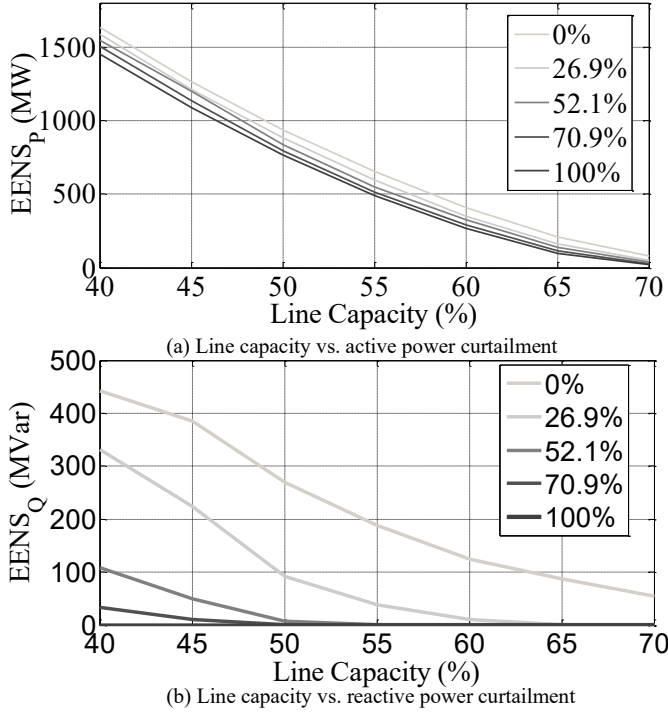 1500
1000
500
0
EENS_P (MW)
0%
26.9%
52.1%
70.9%
100%
40 45 50 55 60 65 70
Line Capacity (%)
(a) Line capacity vs. active power curtailment
500
400
300
200
100
0
EENS_Q (MVar)
0%
26.9%
52.1%
70.9%
100%
40 45 50 55 60 65 70
Line Capacity (%)
(b) Line capacity vs. reactive power curtailment